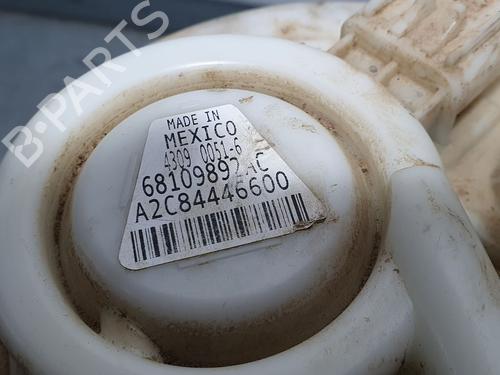 B-PARTS
MADE IN
MEXICO
4309 0051-6
68109892AC
A2C84446600